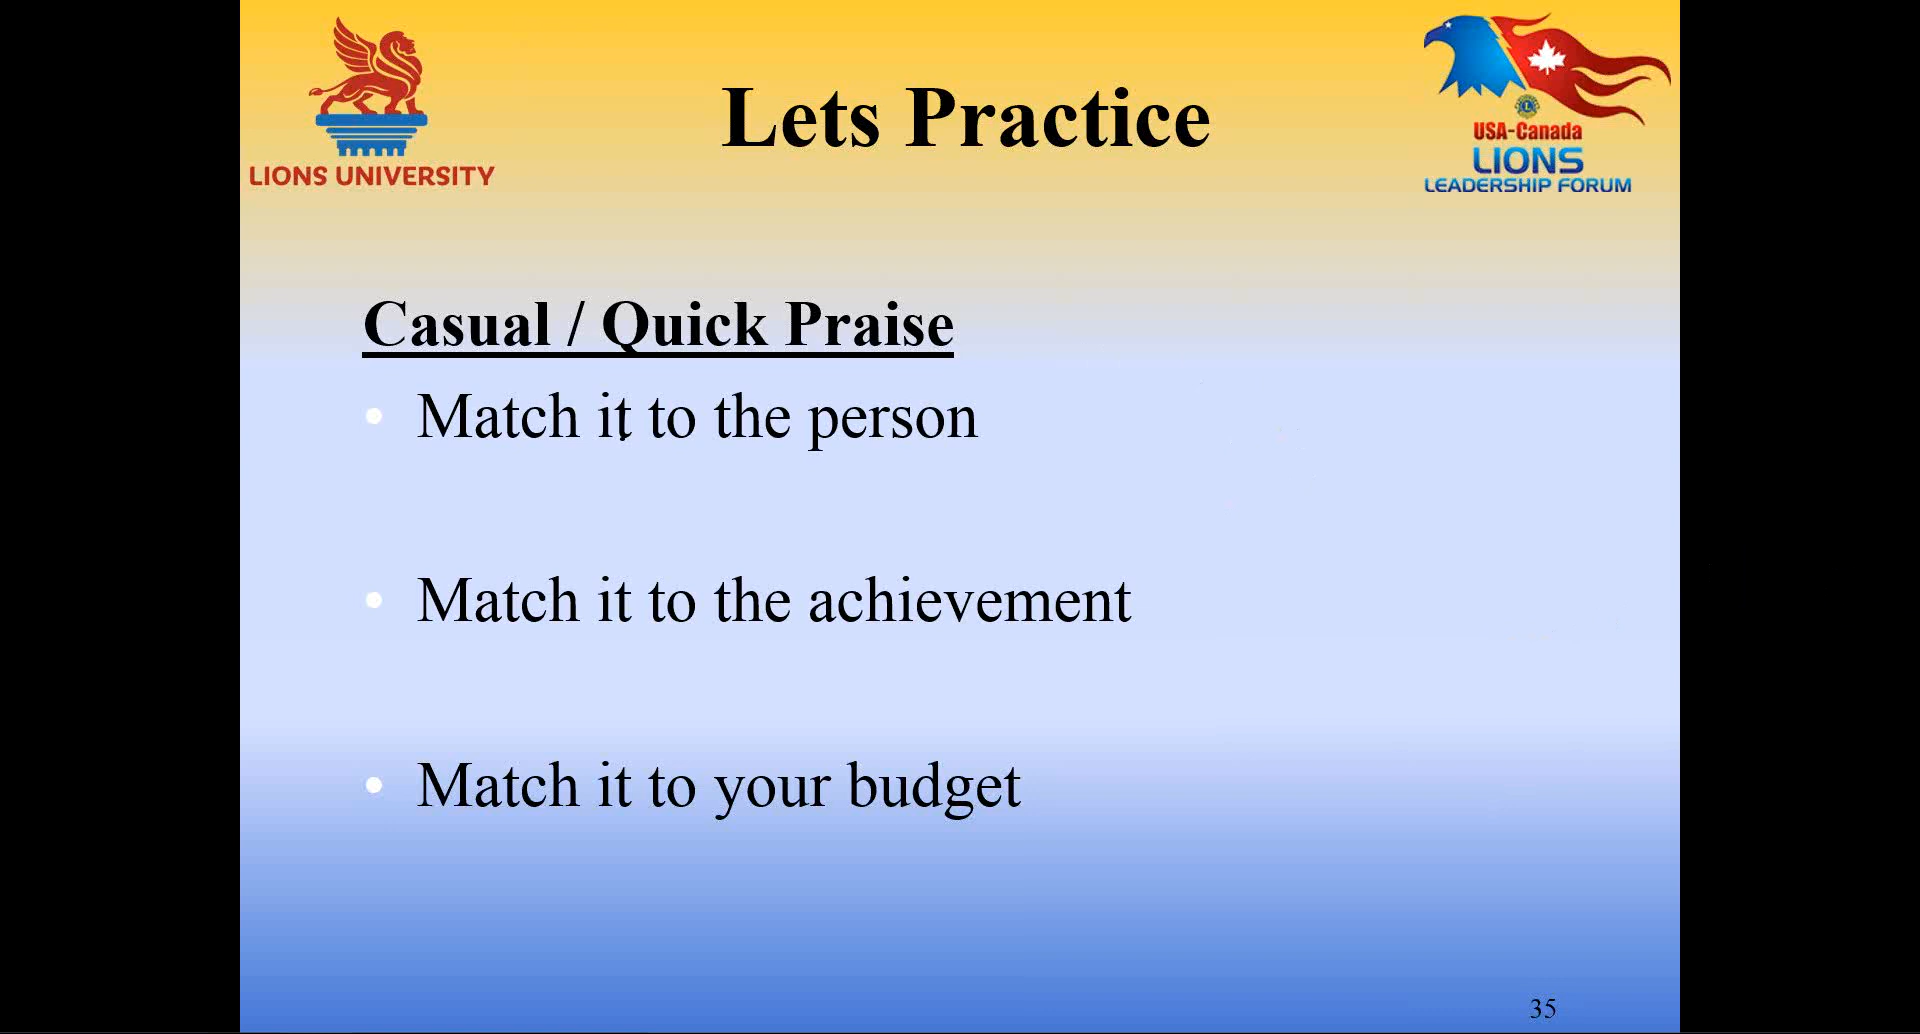 LIONS UNIVERSITY
Lets Practice
USA-Canada
LIONS
LEADERSHIP FORUM
Casual / Quick Praise
• Match it to the person
• Match it to the achievement
• Match it to your budget
35